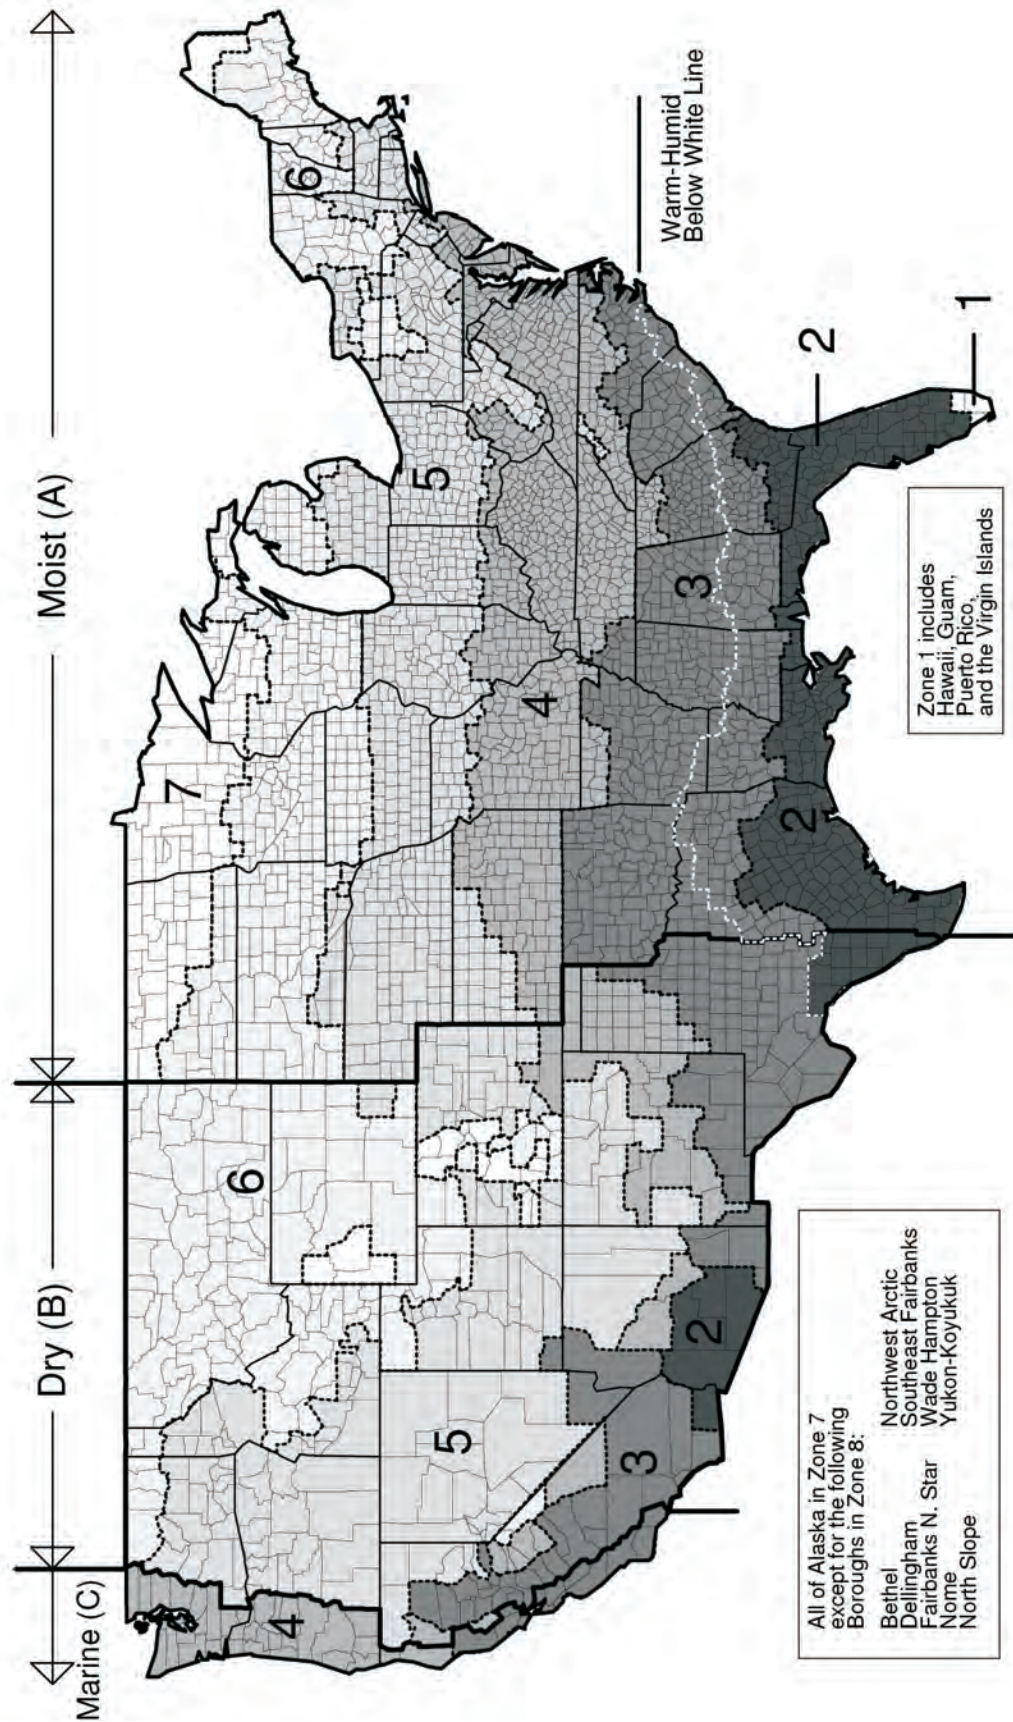 Marine (C)
Dry (B)
Moist (A)
7
6
6
5
5
4
4
3
3
2
2
2
1
Warm-Humid
Below White Line
All of Alaska in Zone 7
except for the following
Boroughs in Zone 8:
Bethel
Dellingham
Fairbanks N. Star
Nome
North Slope
Northwest Arctic
Southeast Fairbanks
Wade Hampton
Yukon-Koyukuk
Zone 1 includes
Hawaii, Guam,
Puerto Rico,
and the Virgin Islands